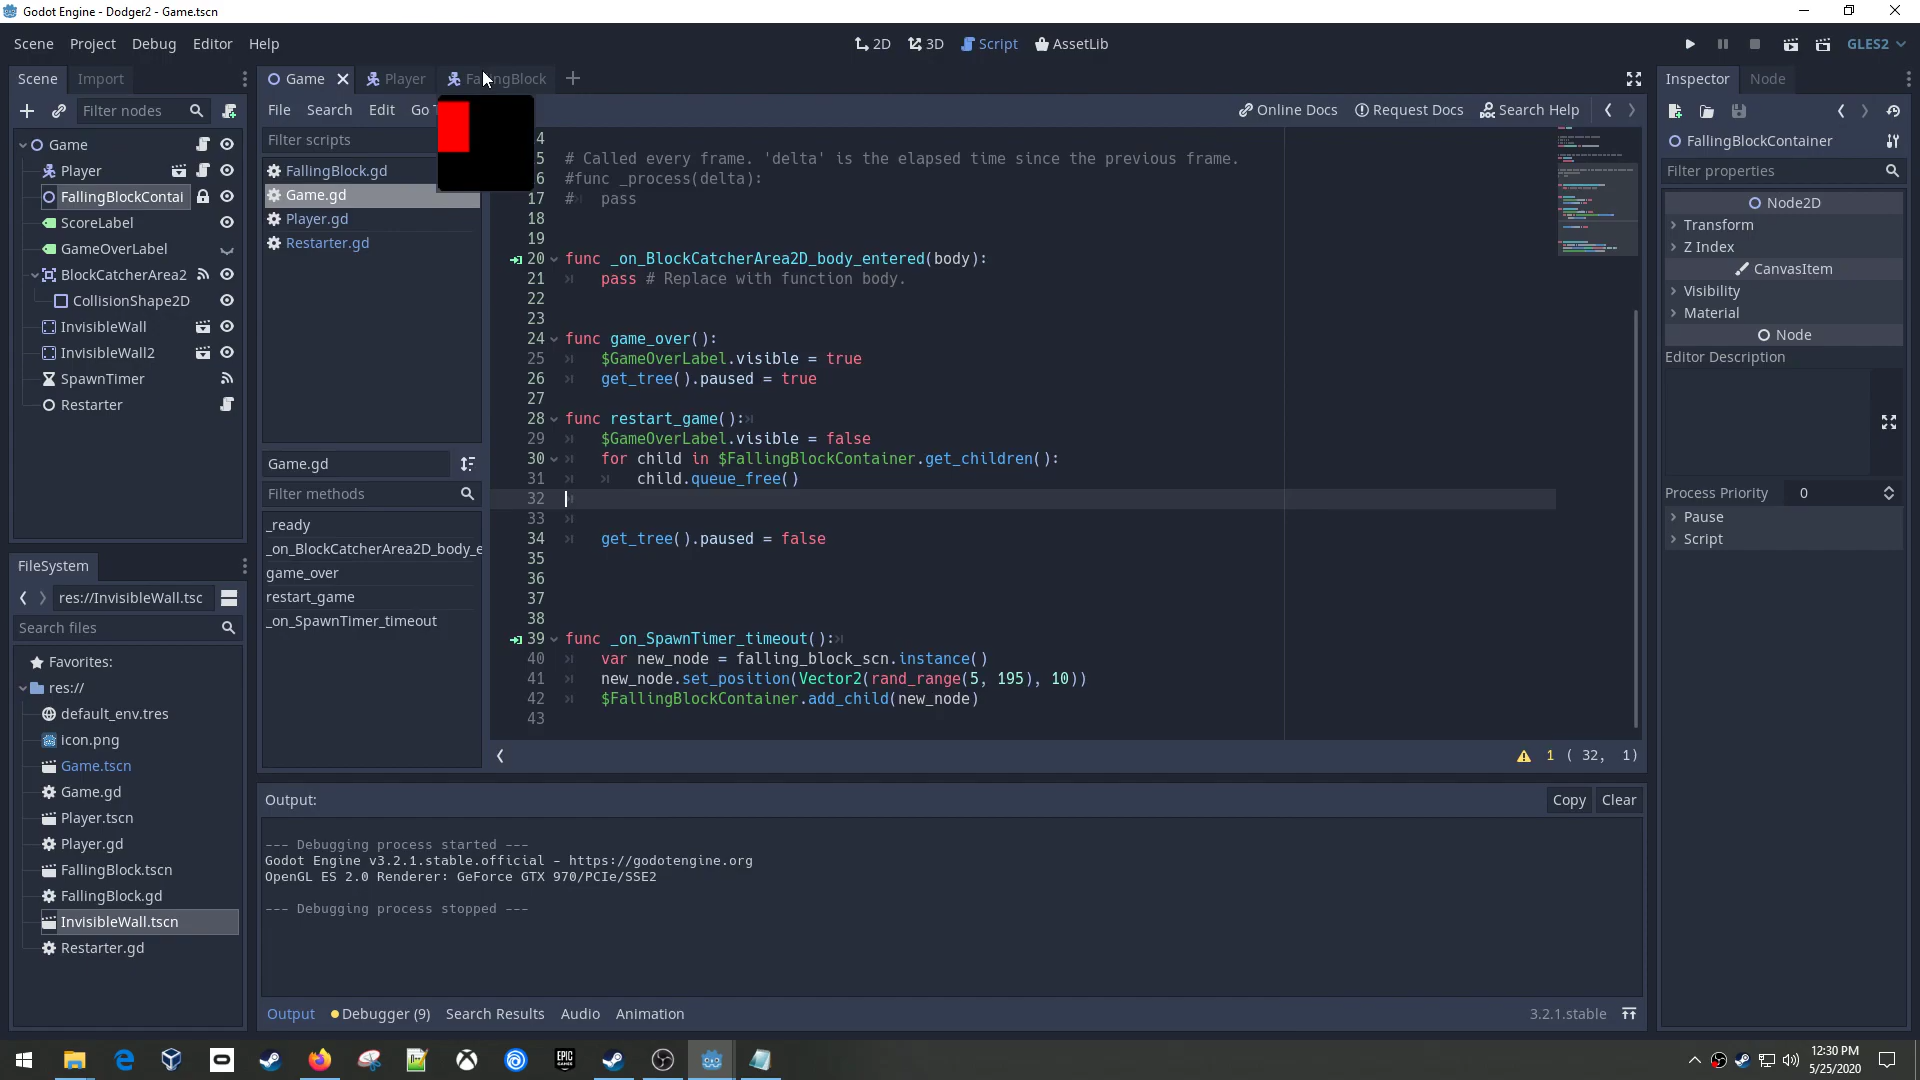 Godot Engine - Dodger2 - Game.tscn
Scene Project Debug Editor Help
2D 3D Script AssetLib
GLES2
Scene Import
Game Player FallingBlock
Inspector Node
Filter nodes
File Search Edit Go
Online Docs Request Docs Search Help
Filter scripts
FallingBlock.gd
Game.gd
Player.gd
Restarter.gd
Game
Player
FallingBlockContai
ScoreLabel
GameOverLabel
BlockCatcherArea2
CollisionShape2D
InvisibleWall
InvisibleWall2
SpawnTimer
Restarter
Game.gd
Filter methods
_ready
_on_BlockCatcherArea2D_body_e
game_over
restart_game
_on_SpawnTimer_timeout
4
5 # Called every frame. 'delta' is the elapsed time since the previous frame.
6 #func _process(delta):
17 # pass
18
19
20 func _on_BlockCatcherArea2D_body_entered(body):
21 pass # Replace with function body.
22
23
24 func game_over():
25 $GameOverLabel.visible = true
26 get_tree().paused = true
27
28 func restart_game():
29 $GameOverLabel.visible = false
30 for child in $FallingBlockContainer.get_children():
31 child.queue_free()
32
33
34 get_tree().paused = false
35
36
37
38
39 func _on_SpawnTimer_timeout():
40 var new_node = falling_block_scn.instance()
41 new_node.set_position(Vector2(rand_range(5, 195), 10))
42 $FallingBlockContainer.add_child(new_node)
43
1 ( 32, 1)
FallingBlockContainer
Filter properties
Node2D
Transform
Z Index
CanvasItem
Visibility
Material
Node
Editor Description
Process Priority 0
Pause
Script
FileSystem
res://InvisibleWall.tsc
Search files
Favorites:
res://
default_env.tres
icon.png
Game.tscn
Game.gd
Player.tscn
Player.gd
FallingBlock.tscn
FallingBlock.gd
InvisibleWall.tscn
Restarter.gd
Output:
Copy Clear
--- Debugging process started ---
Godot Engine v3.2.1.stable.official - https://godotengine.org
OpenGL ES 2.0 Renderer: GeForce GTX 970/PCIe/SSE2
--- Debugging process stopped ---
Output Debugger (9) Search Results Audio Animation
3.2.1.stable
EPIC GAMES
12:30 PM
5/25/2020